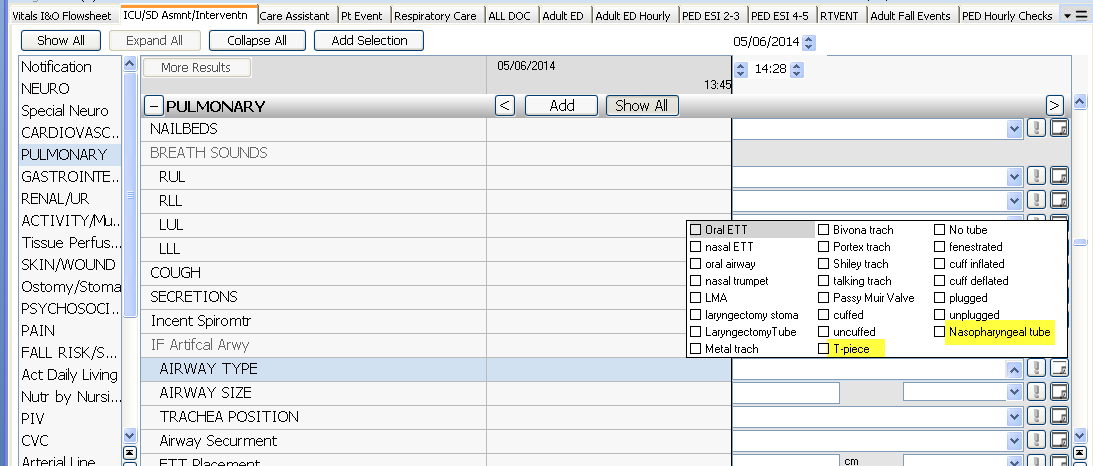 Vitals I&O Flowsheet ICU/SD Asmnt/Interventn Care Assist Pt Event Respiratory Care ALL DOC Adult ED Adult ED Hourly PED ESI 2-3 PED ESI 4-5 RTVENT Adult Fall Events PED Hourly Checks
Show All Expand All Collapse All Add Selection 05/06/2014
Notification
NEURO
Special Neuro
CARDIOVASC...
PULMONARY
GASTROINTE...
RENAL/UR
ACTIVITY/Mu...
Tissue Perfus...
SKIN/WOUND
Ostomy/Stoma
PSYCHOSOCI...
PAIN
FALL RISK/S...
Act Daily Living
Nutr by Nursi...
PIV
CVC
Arterial Line
More Results 05/06/2014 14:28
13:45
PULMONARY < Add Show All >
NAILBEDS
BREATH SOUNDS
RUL
RLL
LUL
LLL
COUGH
SECRETIONS
Incent Spiromtr
IF Artifcal Arwy
AIRWAY TYPE
AIRWAY SIZE
TRACHEA POSITION
Airway Securment
ETT Placement cm
Oral ETT Bivona trach No tube
nasal ETT Portex trach fenestrated
oral airway Shiley trach cuff inflated
nasal trumpet talking trach cuff deflated
LMA Passy Muir Valve plugged
laryngectomy stoma cuffed unplugged
LaryngectomyTube uncuffed Nasopharyngeal tube
Metal trach T-piece